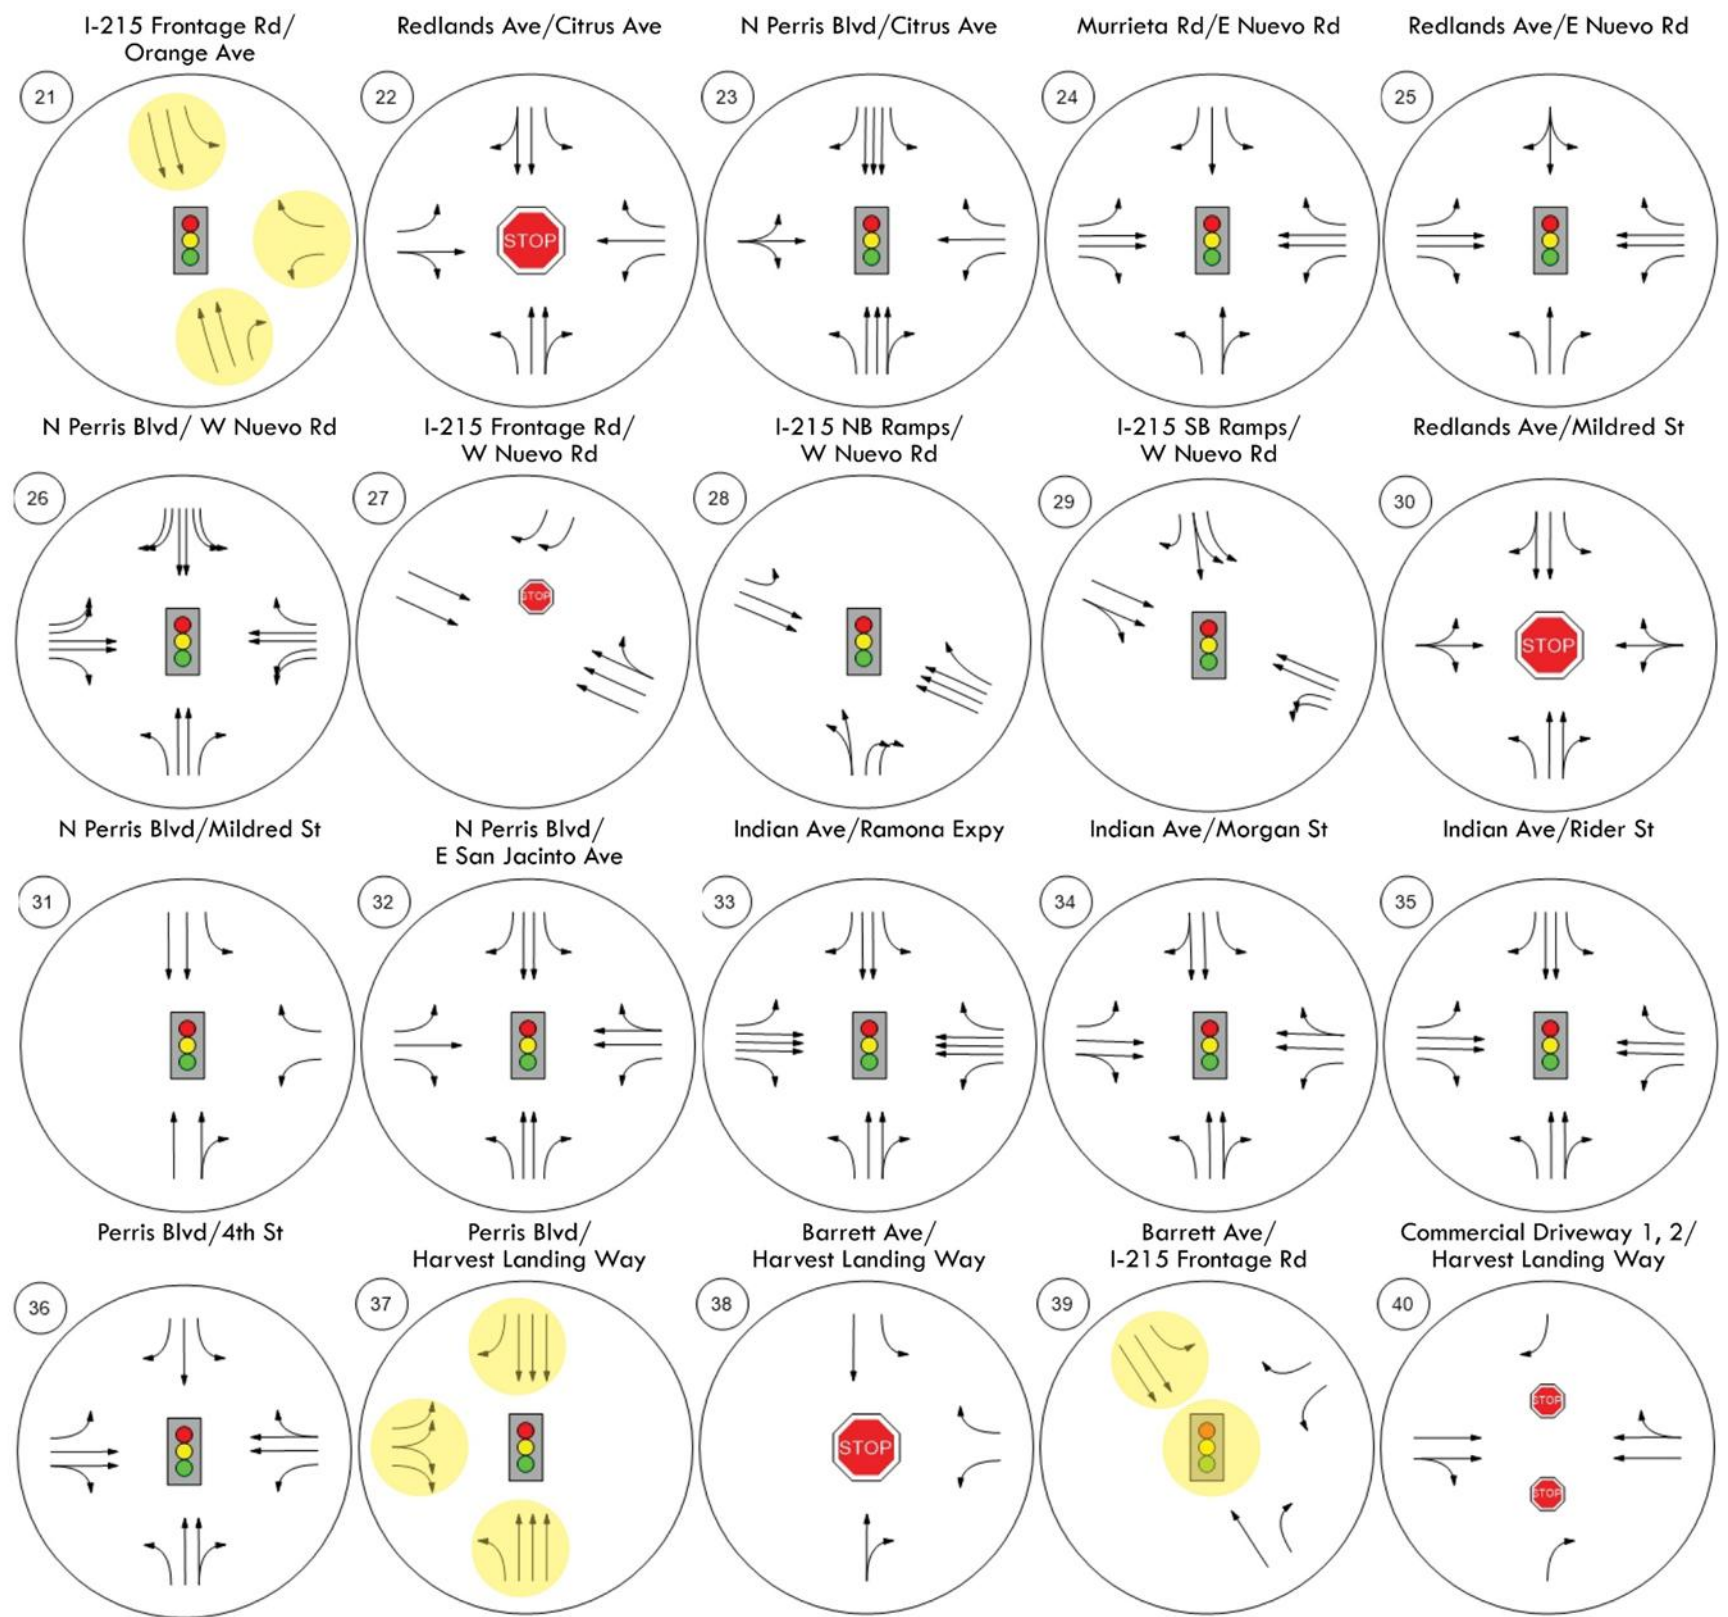 I-215 Frontage Rd/
Orange Ave
Redlands Ave/Citrus Ave
N Perris Blvd/Citrus Ave
Murrieta Rd/E Nuevo Rd
Redlands Ave/E Nuevo Rd
21
22
23
24
25
STOP
N Perris Blvd/ W Nuevo Rd
I-215 Frontage Rd/
W Nuevo Rd
I-215 NB Ramps/
W Nuevo Rd
I-215 SB Ramps/
W Nuevo Rd
Redlands Ave/Mildred St
26
27
28
29
30
STOP
STOP
N Perris Blvd/Mildred St
N Perris Blvd/
E San Jacinto Ave
Indian Ave/Ramona Expy
Indian Ave/Morgan St
Indian Ave/Rider St
31
32
33
34
35
Perris Blvd/4th St
Perris Blvd/
Harvest Landing Way
Barrett Ave/
Harvest Landing Way
Barrett Ave/
I-215 Frontage Rd
Commercial Driveway 1, 2/
Harvest Landing Way
36
37
38
39
40
STOP
STOP
STOP